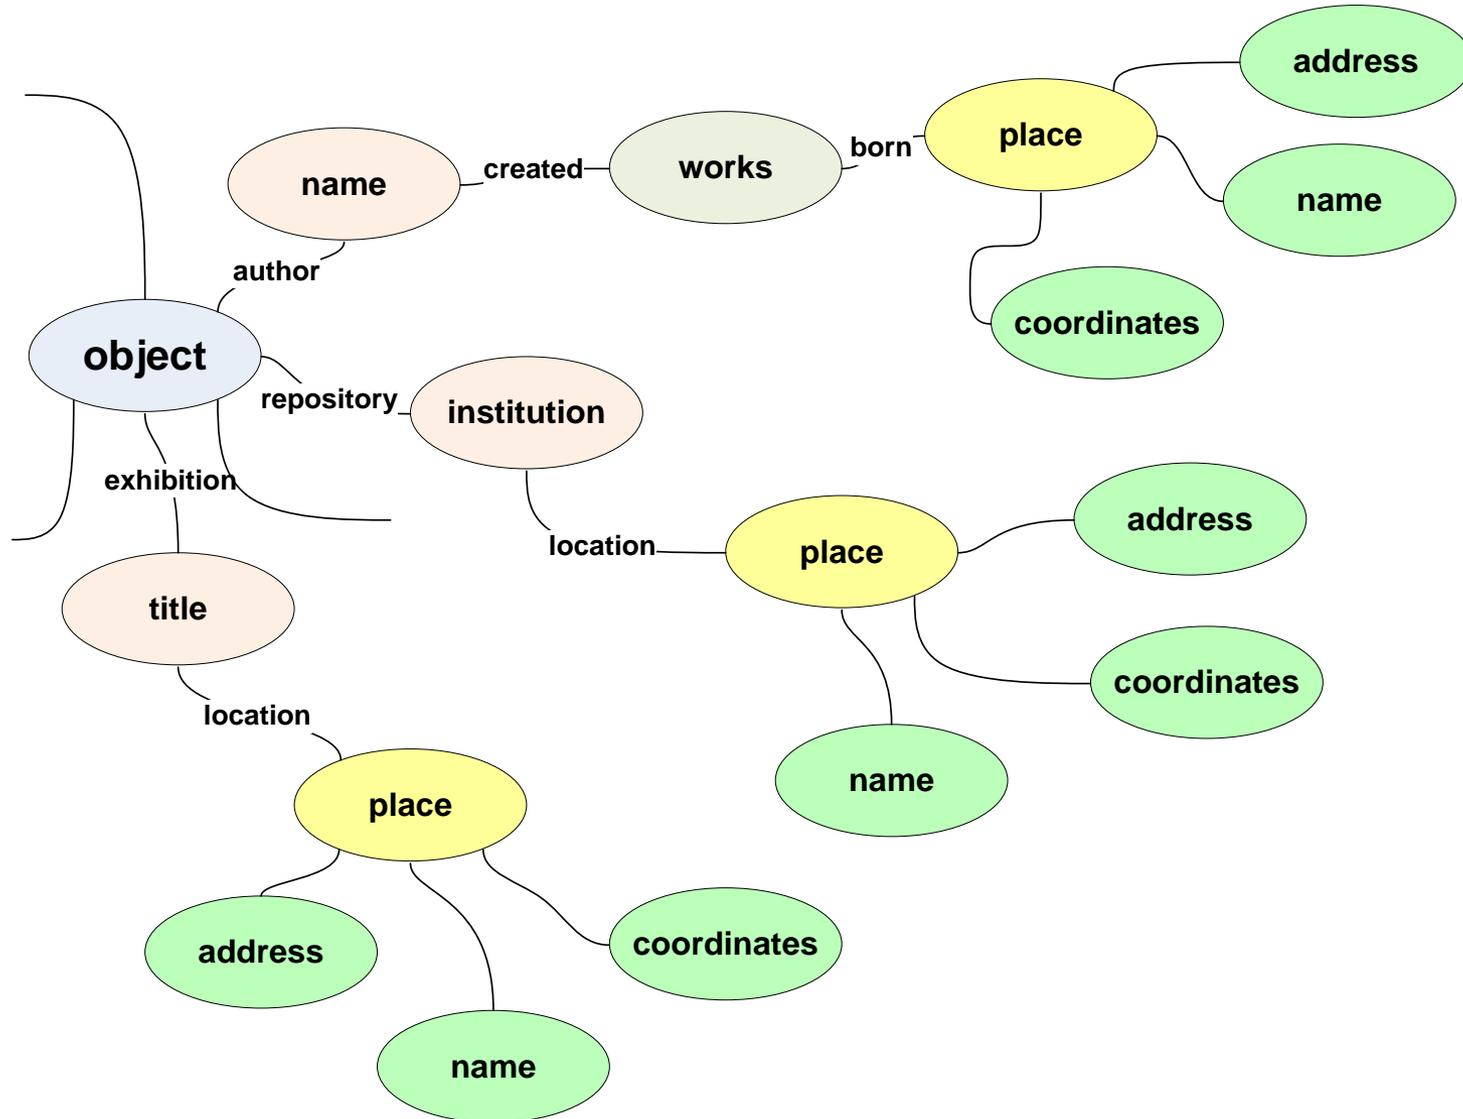 address
place
born
works
created
name
name
author
coordinates
object
repository
institution
exhibition
location
place
address
title
coordinates
location
name
place
address
coordinates
name